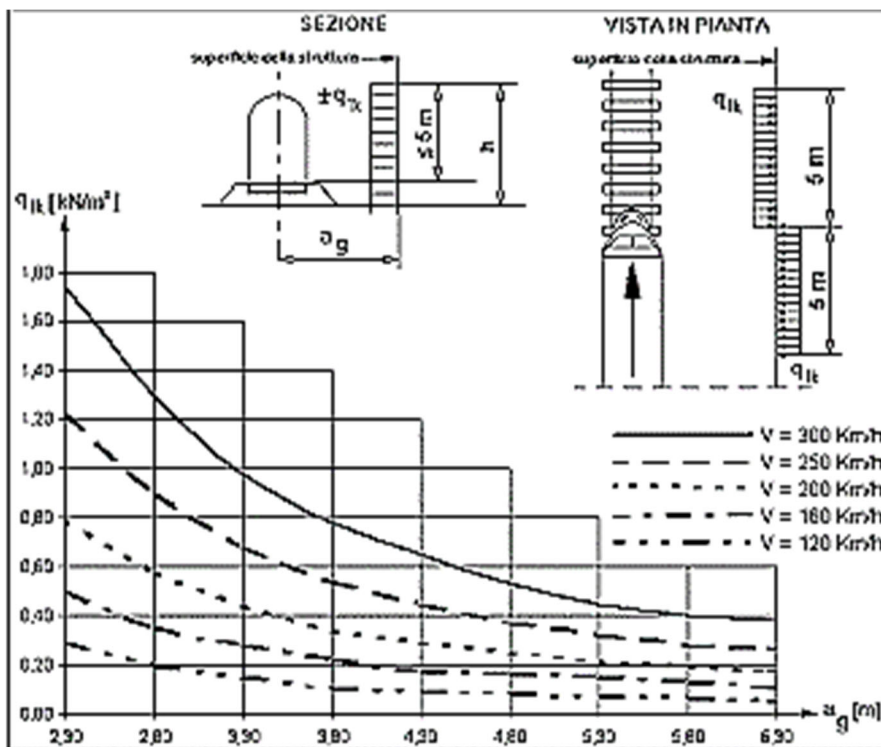 SEZIONE
VISTA IN PIANTA
superficie della struttura
superficie della struttura
±q1k
≤ 5 m
h
ag
q1k
5 m
5 m
q1k
q1k [kN/m²]
1,80
1,60
1,40
1,20
1,00
0,80
0,60
0,40
0,20
0,00
V = 300 Km/h
V = 250 Km/h
V = 200 Km/h
V = 160 Km/h
V = 120 Km/h
2,30 2,80 3,30 3,80 4,30 4,80 5,30 5,80 6,30 ag [m]